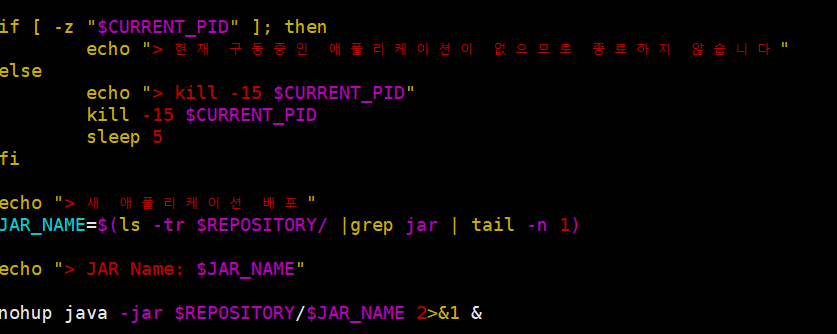 if [ -z "$CURRENT_PID" ]; then
        echo "> 현재 구동중인 애플리케이션이 없으므로 종료하지 않습니다"
else
        echo "> kill -15 $CURRENT_PID"
        kill -15 $CURRENT_PID
        sleep 5
fi
echo "> 새 애플리케이션 배포"
JAR_NAME=$(ls -tr $REPOSITORY/ |grep jar | tail -n 1)
echo "> JAR Name: $JAR_NAME"
nohup java -jar $REPOSITORY/$JAR_NAME 2>&1 &